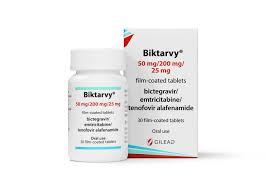 Biktarvy®
50 mg/200 mg/
25 mg
film-coated tablets
bictegravir/
emtricitabine/
tenofovir alafenamide
Oral use
30 film-coated tablets
Biktarvy®
50 mg/200 mg/
25 mg
film-coated tablets
bictegravir/
emtricitabine/
tenofovir alafenamide
30 film-coated tablets
Oral use
GILEAD